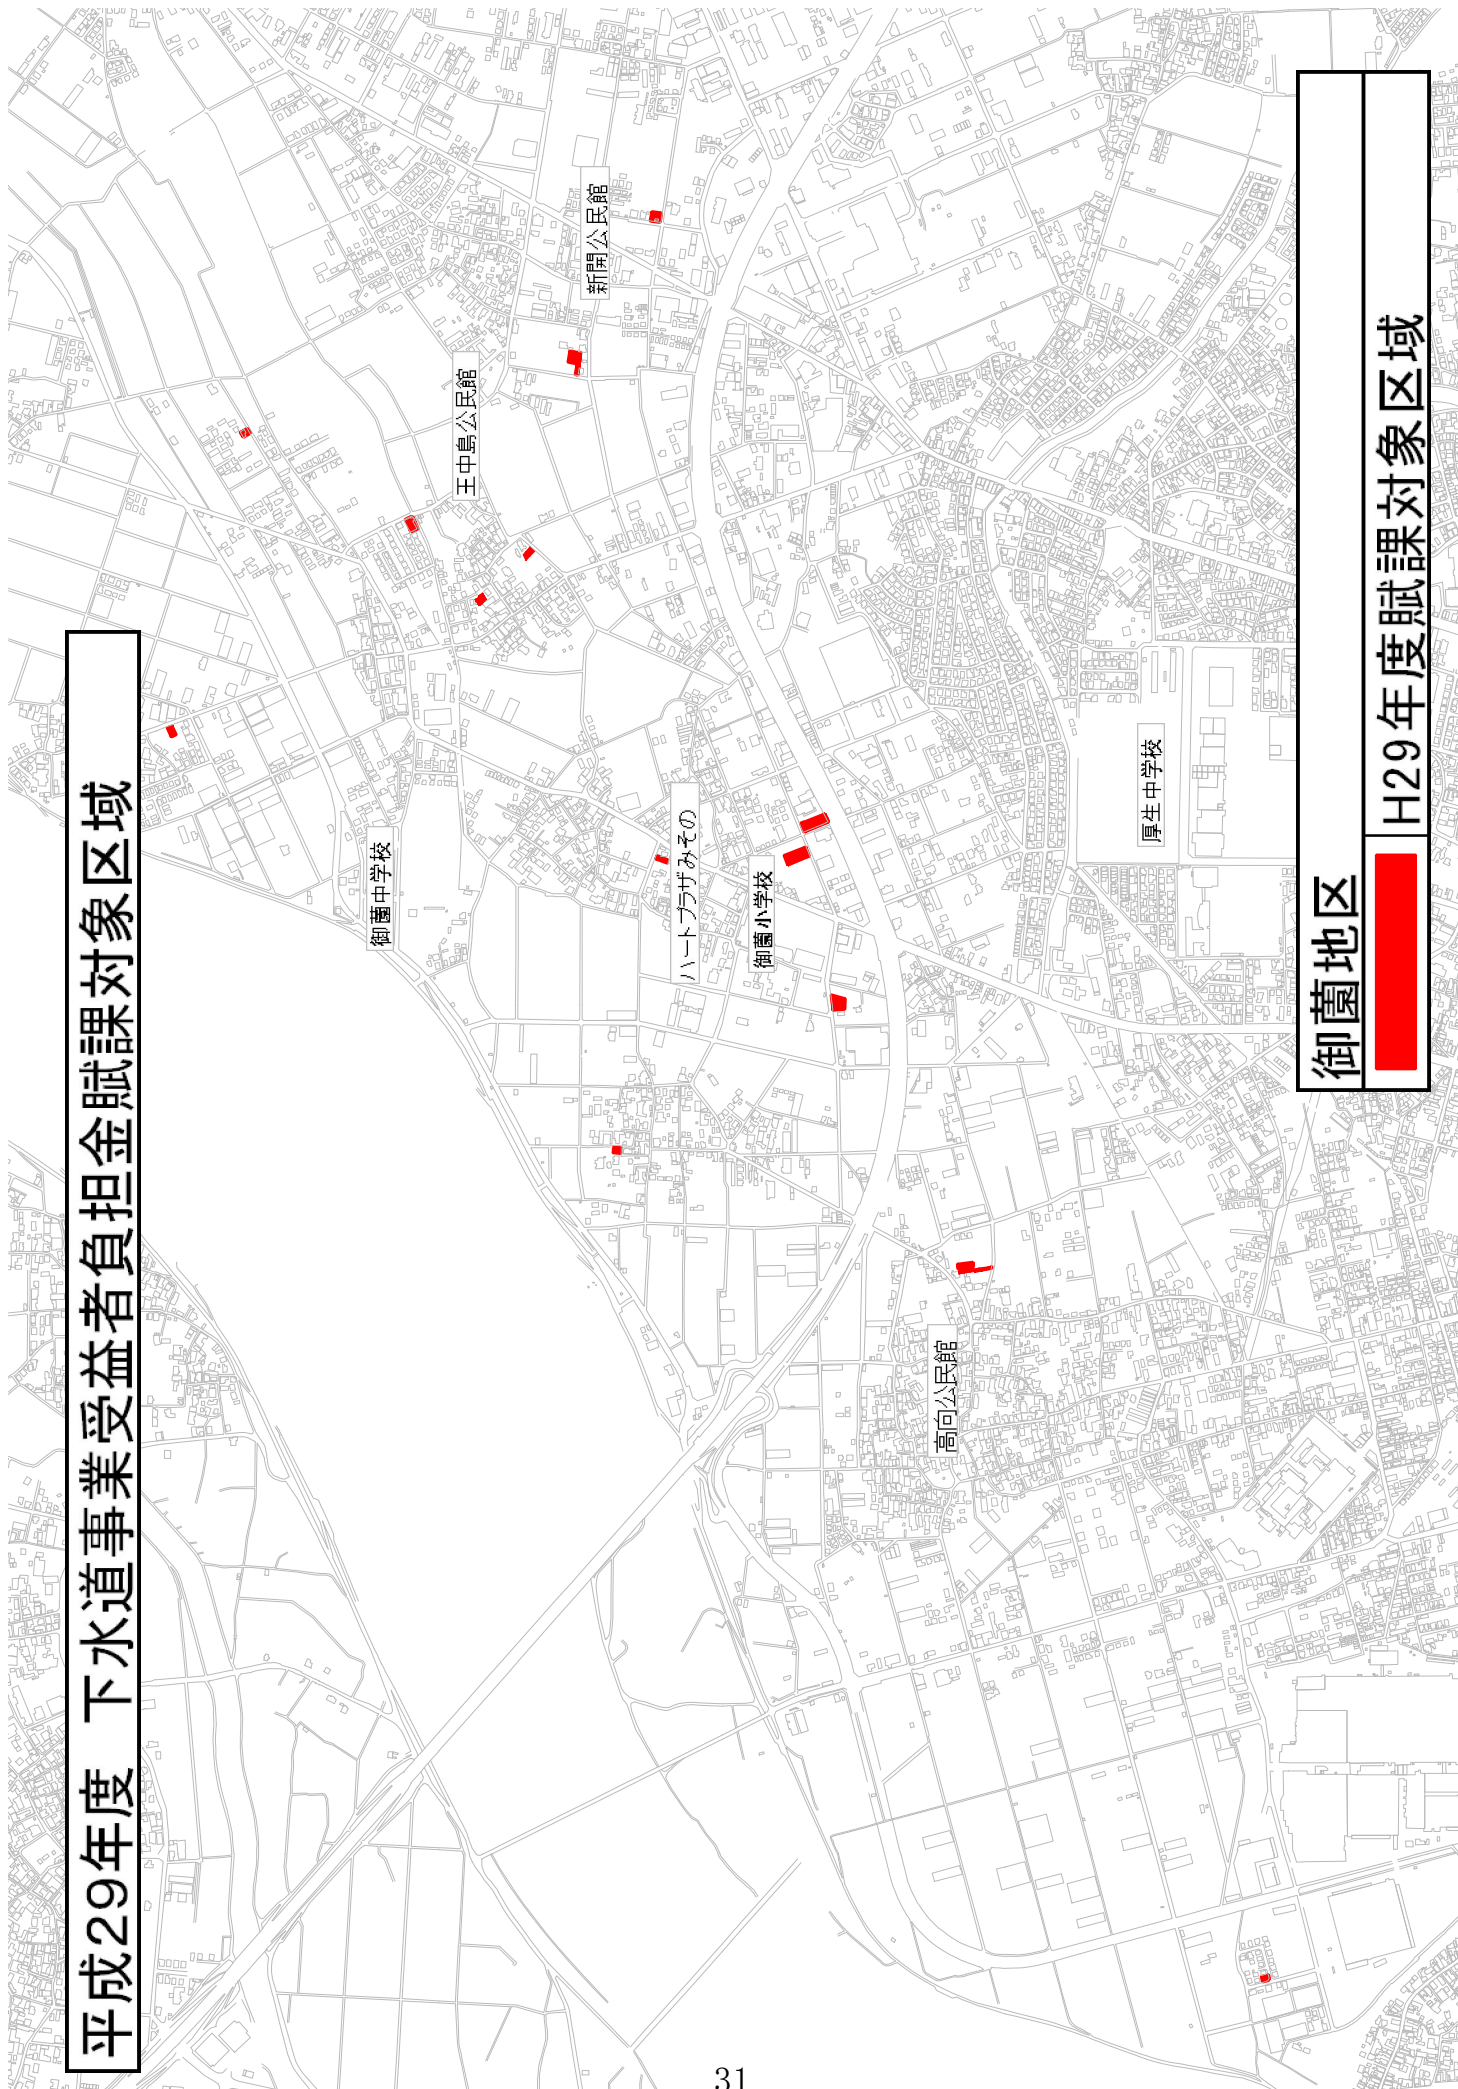 平成29年度　下水道事業受益者負担金賦課対象区域
御薗中学校
王中島公民館
新開公民館
ハートプラザみその
御薗小学校
高向公民館
厚生中学校
御薗地区
H29年度賦課対象区域
31